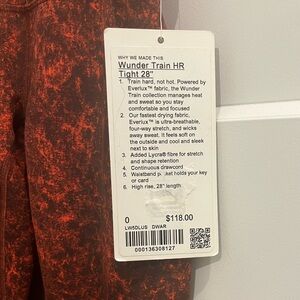 WHY WE MADE THIS
Wunder Train HR
Tight 28"
1. Train hard, not hot. Powered by
Everlux™ fabric, the Wunder
Train collection manages heat
and sweat so you stay
comfortable and focused
2. Our fastest drying fabric,
Everlux™ is ultra-breathable,
four-way stretch, and wicks
away sweat. It feels soft on
the outside and cool and sleek
next to skin
3. Added Lycra® fibre for stretch
and shape retention
4. Continuous drawcord
5. Waistband pocket holds your key
or card
6. High rise, 28" length
0 $118.00
LW5DLUS DWAR
000136308127